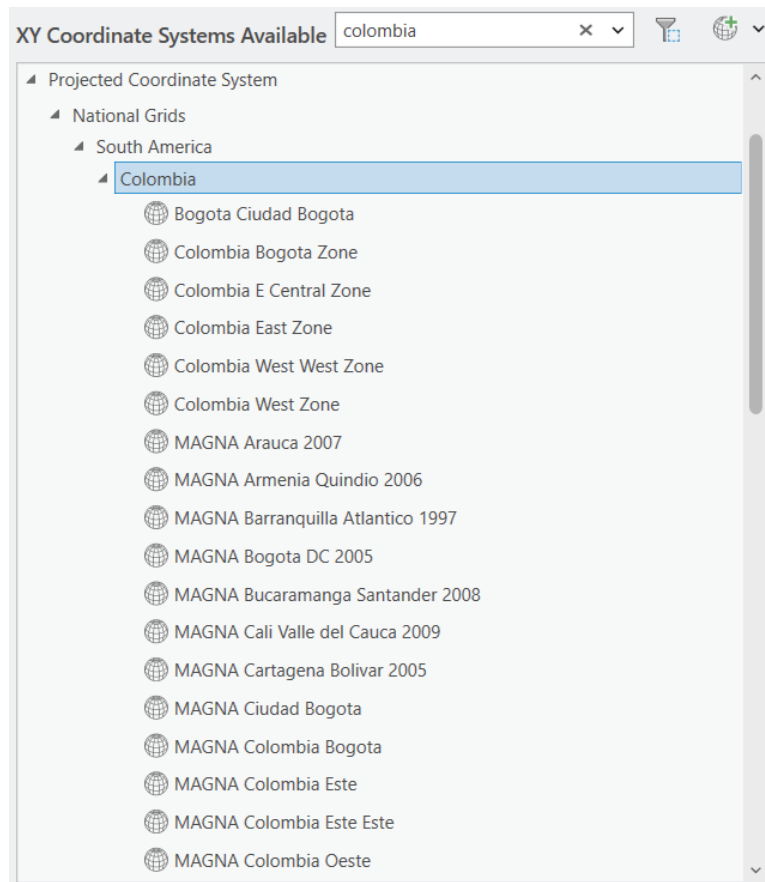 XY Coordinate Systems Available colombia
Projected Coordinate System
National Grids
South America
Colombia
Bogota Ciudad Bogota
Colombia Bogota Zone
Colombia E Central Zone
Colombia East Zone
Colombia West West Zone
Colombia West Zone
MAGNA Arauca 2007
MAGNA Armenia Quindio 2006
MAGNA Barranquilla Atlantico 1997
MAGNA Bogota DC 2005
MAGNA Bucaramanga Santander 2008
MAGNA Cali Valle del Cauca 2009
MAGNA Cartagena Bolivar 2005
MAGNA Ciudad Bogota
MAGNA Colombia Bogota
MAGNA Colombia Este
MAGNA Colombia Este Este
MAGNA Colombia Oeste